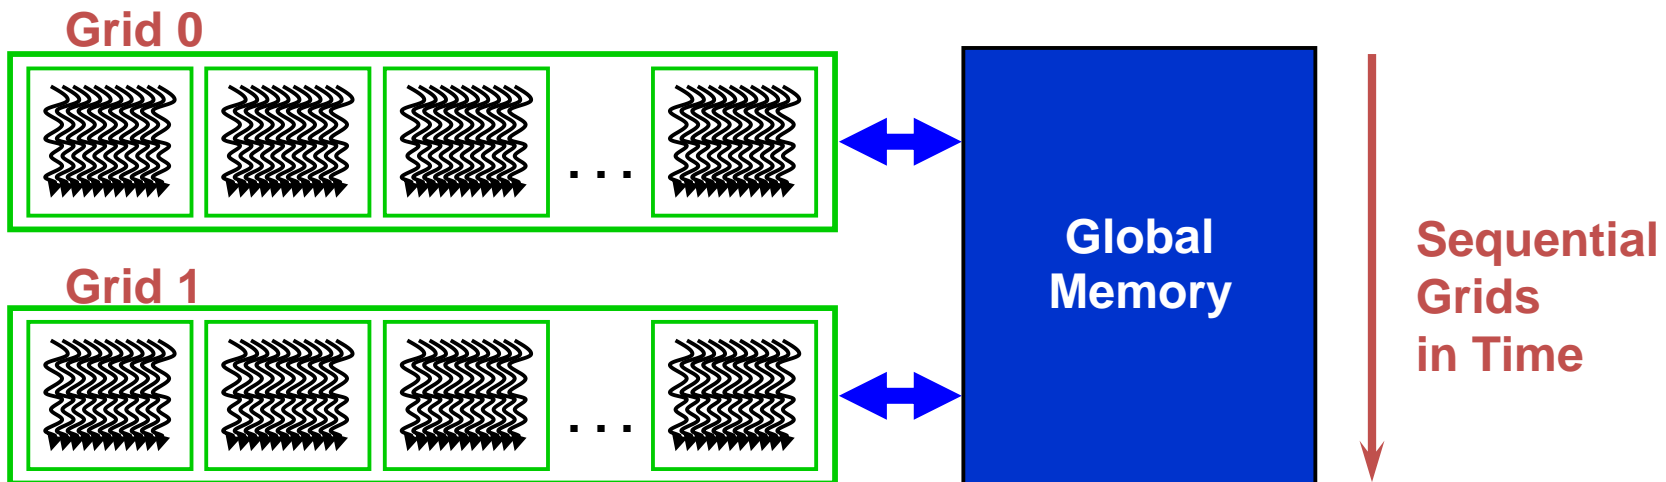 Grid 0
. . .
Global
Memory
Sequential
Grids
in Time
Grid 1
. . .